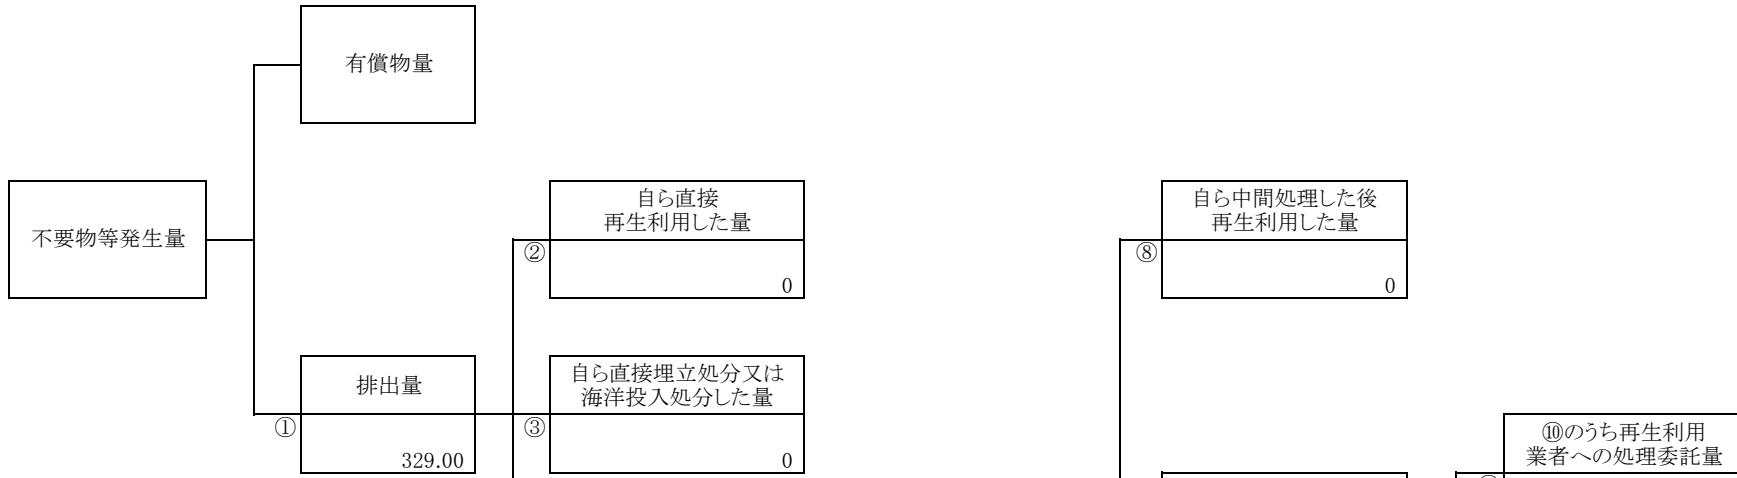 有償物量
不要物等発生量
自ら直接
再生利用した量
②
0
自ら中間処理した後
再生利用した量
⑧
0
排出量
①
329.00
自ら直接埋立処分又は
海洋投入処分した量
③
0
⑩のうち再生利用
業者への処理委託量